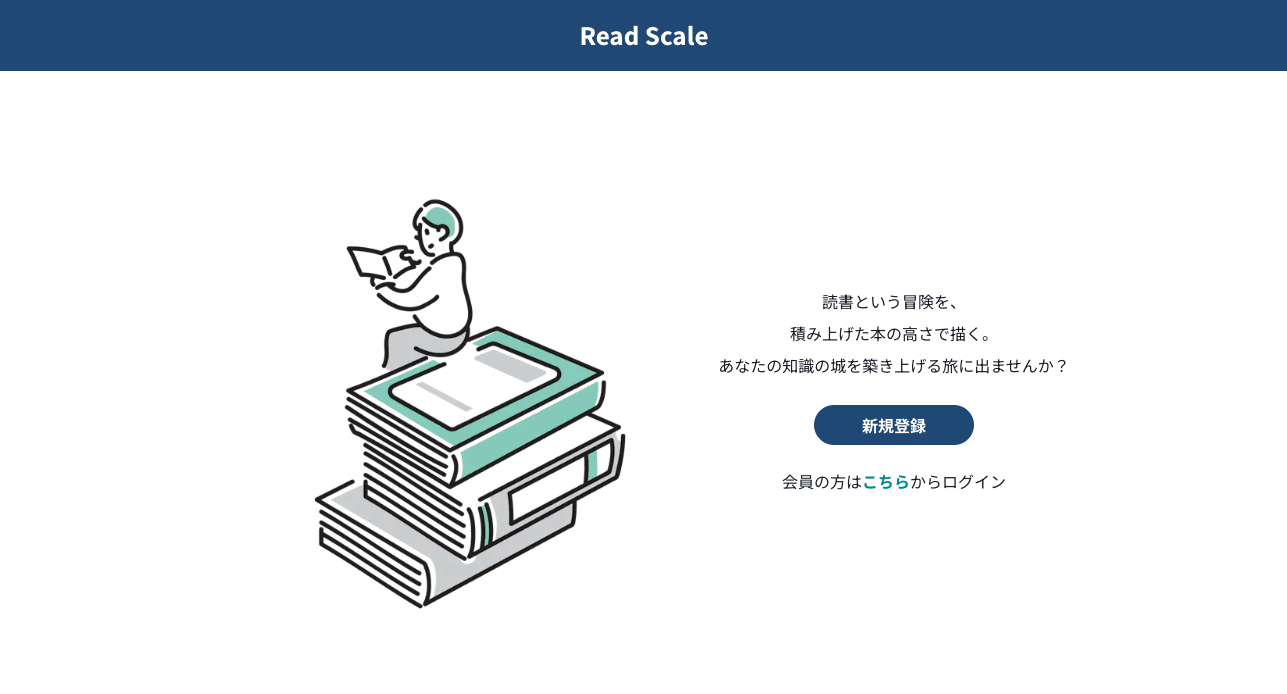 Read Scale
読書という冒険を、
積み上げた本の高さで描く。
あなたの知識の城を築き上げる旅に出ませんか？
新規登録
会員の方はこちらからログイン